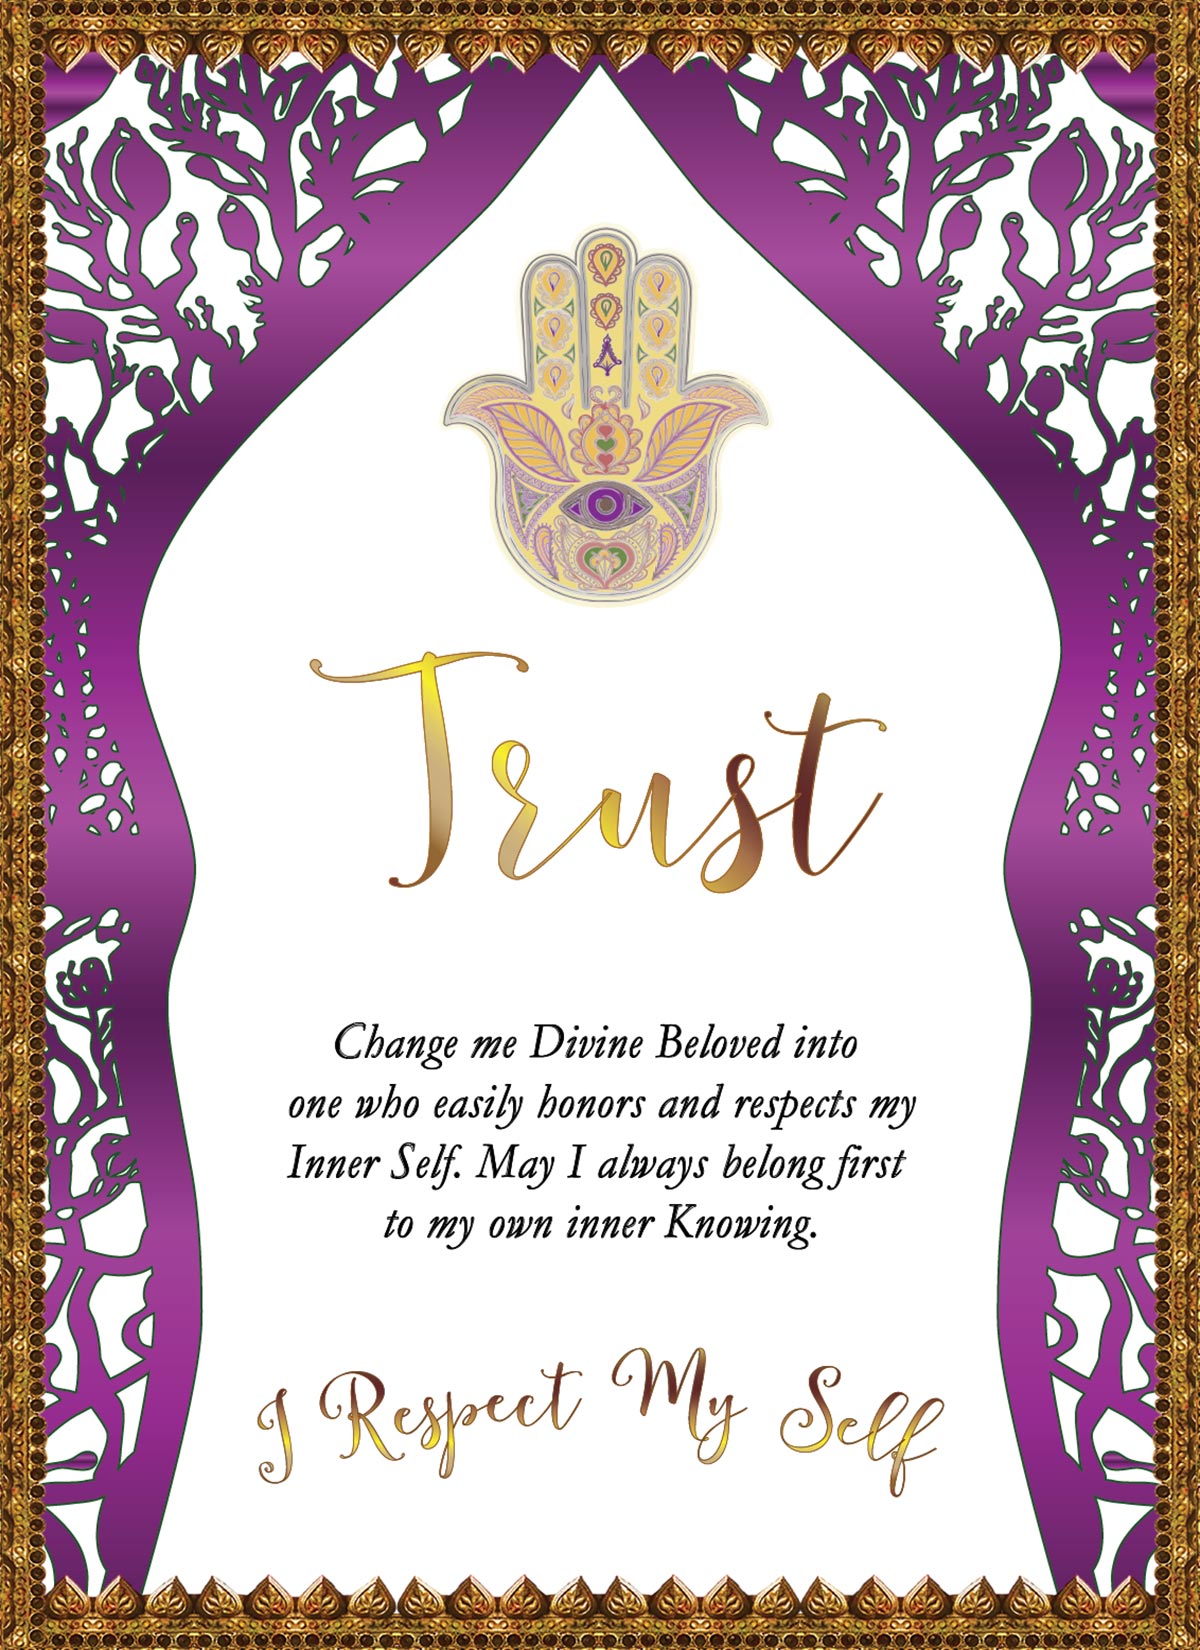 Trust
Change me Divine Beloved into
one who easily honors and respects my
Inner Self. May I always belong first
to my own inner Knowing.
I Respect My Self